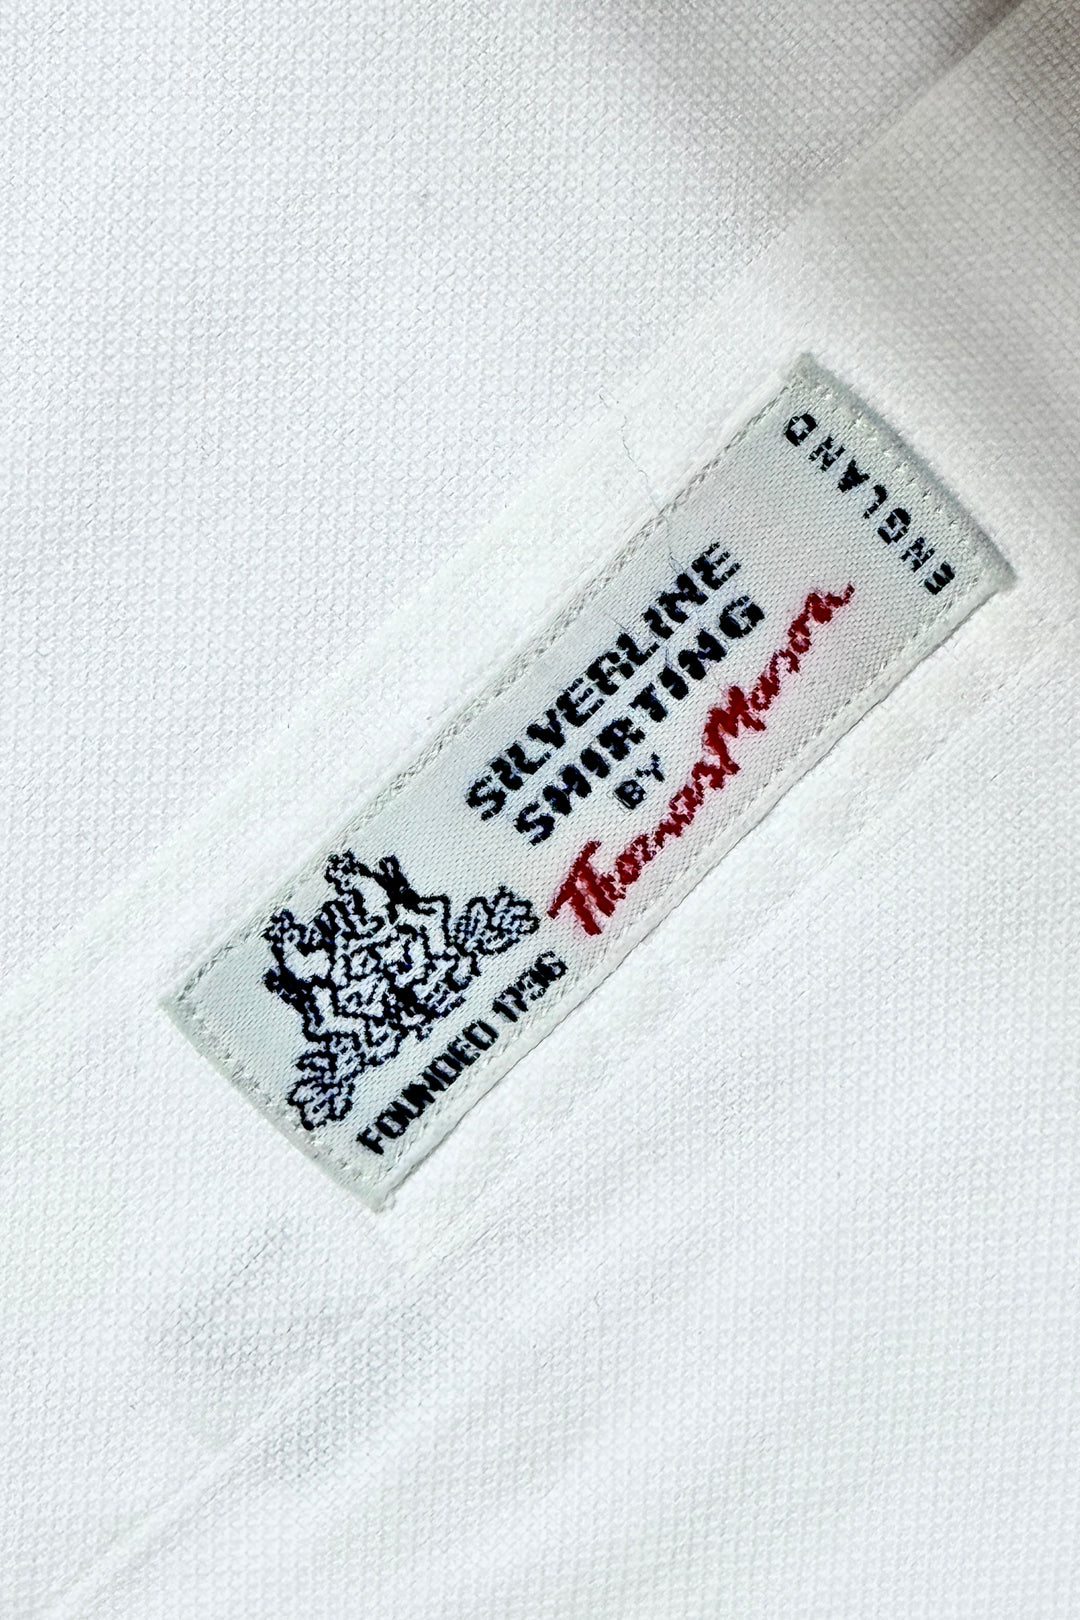 FOUNDED 1796
SILVERLINE
SHIRTING
BY
Thomas Mason
ENGLAND